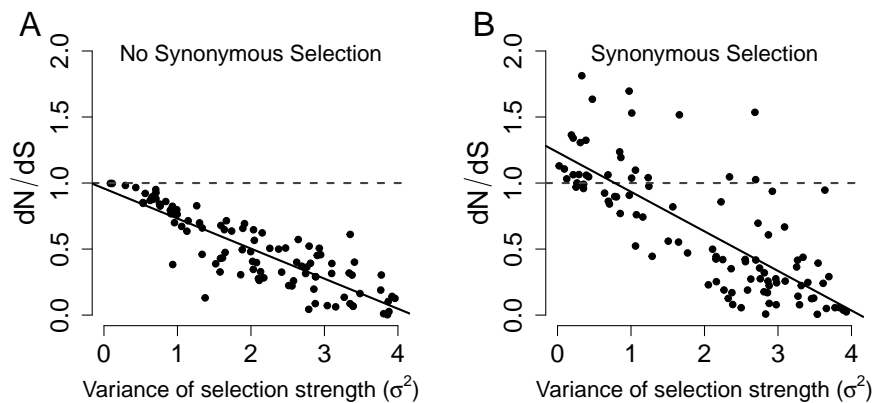 A
No Synonymous Selection
dN/dS
2.0
1.5
1.0
0.5
0.0
0 1 2 3 4
Variance of selection strength (σ²)
B
Synonymous Selection
dN/dS
2.0
1.5
1.0
0.5
0.0
0 1 2 3 4
Variance of selection strength (σ²)